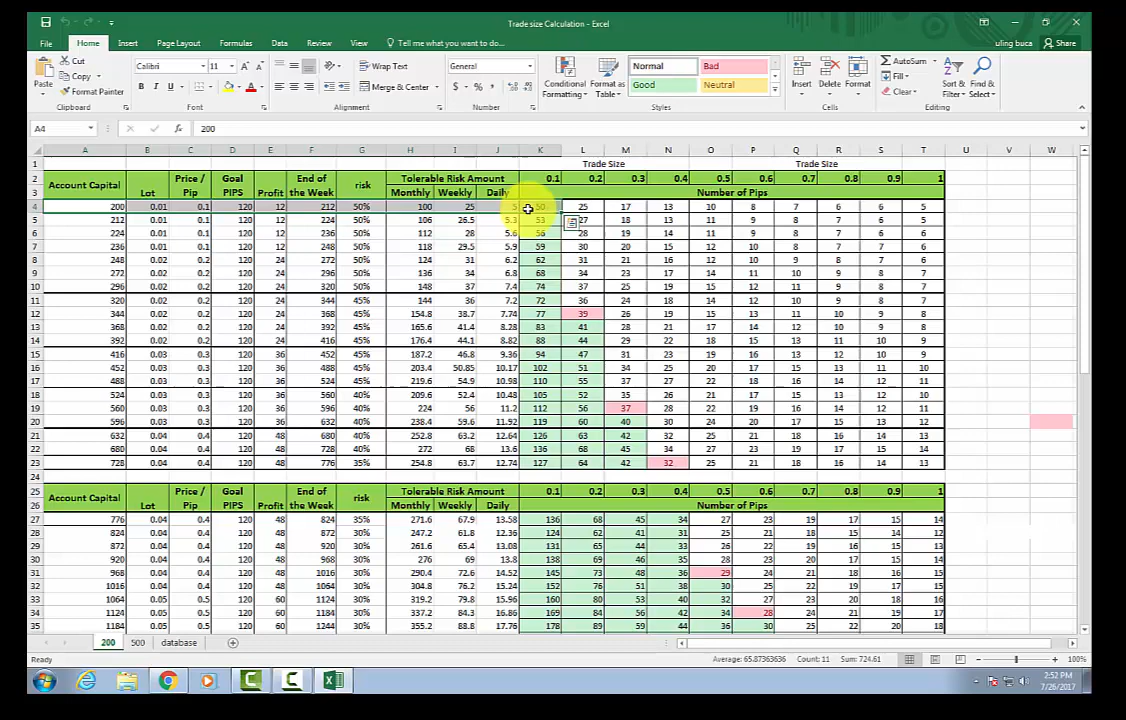 Trade size Calculation - Excel
File Home Insert Page Layout Formulas Data Review View Tell me what you want to do... uling buca Share
Cut Copy Format Painter Paste Clipboard
Calibri 11 B I U Font
Wrap Text Merge & Center Alignment
General $ % , Number
Conditional Formatting Format as Table
Normal Bad Good Neutral Styles
Insert Delete Format Cells
AutoSum Fill Clear Sort & Filter Find & Select Editing
A4 fx 200
A B C D E F G H I J K L M N O P Q R S T U V W
1 Trade Size Trade Size
2 Account Capital Lot Price / Pip Goal PIPS Profit End of the Week risk Tolerable Risk Amount 0.1 0.2 0.3 0.4 0.5 0.6 0.7 0.8 0.9 1
3 Monthly Weekly Daily Number of Pips
4 200 0.01 0.1 120 12 212 50% 100 25 5 50 25 17 13 10 8 7 6 6 5
5 212 0.01 0.1 120 12 224 50% 106 26.5 5.3 53 27 18 13 11 9 8 7 6 5
6 224 0.01 0.1 120 12 236 50% 112 28 5.6 56 28 19 14 11 9 8 7 6 6
7 236 0.01 0.1 120 12 248 50% 118 29.5 5.9 59 30 20 15 12 10 8 7 7 6
8 248 0.02 0.2 120 24 272 50% 124 31 6.2 62 31 21 16 12 10 9 8 7 6
9 272 0.02 0.2 120 24 296 50% 136 34 6.8 68 34 23 17 14 11 10 9 8 7
10 296 0.02 0.2 120 24 320 50% 148 37 7.4 74 37 25 19 15 12 11 9 8 7
11 320 0.02 0.2 120 24 344 45% 144 36 7.2 72 36 24 18 14 12 10 9 8 7
12 344 0.02 0.2 120 24 368 45% 154.8 38.7 7.74 77 39 26 19 15 13 11 10 9 8
13 368 0.02 0.2 120 24 392 45% 165.6 41.4 8.28 83 41 28 21 17 14 12 10 9 8
14 392 0.02 0.2 120 24 416 45% 176.4 44.1 8.82 88 44 29 22 18 15 13 11 10 9
15 416 0.03 0.3 120 36 452 45% 187.2 46.8 9.36 94 47 31 23 19 16 13 12 10 9
16 452 0.03 0.3 120 36 488 45% 203.4 50.85 10.17 102 51 34 25 20 17 15 13 11 10
17 488 0.03 0.3 120 36 524 45% 219.6 54.9 10.98 110 55 37 27 22 18 16 14 12 11
18 524 0.03 0.3 120 36 560 40% 209.6 52.4 10.48 105 52 35 26 21 17 15 13 12 10
19 560 0.03 0.3 120 36 596 40% 224 56 11.2 112 56 37 28 22 19 16 14 12 11
20 596 0.03 0.3 120 36 632 40% 238.4 59.6 11.92 119 60 40 30 24 20 17 15 13 12
21 632 0.04 0.4 120 48 680 40% 252.8 63.2 12.64 126 63 42 32 25 21 18 16 14 13
22 680 0.04 0.4 120 48 728 40% 272 68 13.6 136 68 45 34 27 23 19 17 15 14
23 728 0.04 0.4 120 48 776 35% 254.8 63.7 12.74 127 64 42 32 25 21 18 16 14 13
24
25 Account Capital Lot Price / Pip Goal PIPS Profit End of the Week risk Tolerable Risk Amount 0.1 0.2 0.3 0.4 0.5 0.6 0.7 0.8 0.9 1
26 Monthly Weekly Daily Number of Pips
27 776 0.04 0.4 120 48 824 35% 271.6 67.9 13.58 136 68 45 34 27 23 19 17 15 14
28 824 0.04 0.4 120 48 872 30% 247.2 61.8 12.36 124 62 41 31 25 21 18 15 14 12
29 872 0.04 0.4 120 48 920 30% 261.6 65.4 13.08 131 65 44 33 26 22 19 16 15 13
30 920 0.04 0.4 120 48 968 30% 276 69 13.8 138 69 46 35 28 23 20 17 15 14
31 968 0.04 0.4 120 48 1016 30% 290.4 72.6 14.52 145 73 48 36 29 24 21 18 16 15
32 1016 0.04 0.4 120 48 1064 30% 304.8 76.2 15.24 152 76 51 38 30 25 22 19 17 15
33 1064 0.05 0.5 120 60 1124 30% 319.2 79.8 15.96 160 80 53 40 32 27 23 20 18 16
34 1124 0.05 0.5 120 60 1184 30% 337.2 84.3 16.86 169 84 56 42 34 28 24 21 19 17
35 1184 0.05 0.5 120 60 1244 30% 355.2 88.8 17.76 178 89 59 44 36 30 25 22 20 18
200 500 database
Ready Average: 65.87363636 Count: 11 Sum: 724.61 100%
2:52 PM
7/26/2017